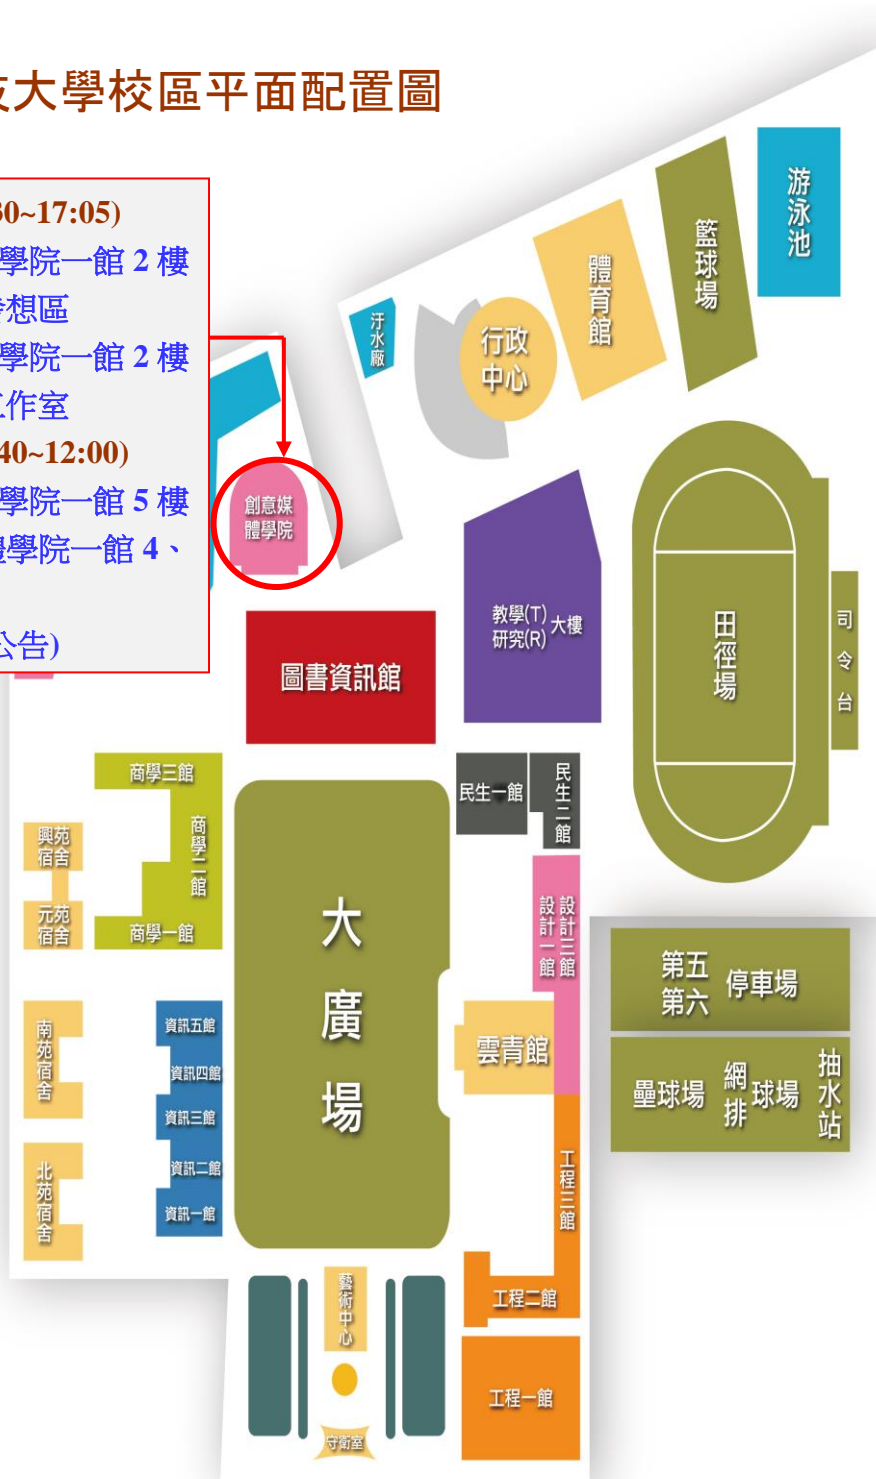 技大學校區平面配置圖
30~17:05)
學院一館 2 樓
發想區
學院一館 2 樓
工作室
40~12:00)
學院一館 5 樓
體學院一館 4、
公告)
游泳池
籃球場
體育館
行政
中心
汙水廠
創意媒
體學院
教學(T)
研究(R)
大樓
田徑場
司令台
圖書資訊館
商學三館
商學二館
商學一館
興苑
宿舍
元苑
宿舍
民生一館
民生二館
設計一館
設計三館
大廣場
第五
第六
停車場
南苑宿舍
資訊五館
資訊四館
資訊三館
資訊二館
資訊一館
雲青館
壘球場
網
排
球場
抽水站
北苑宿舍
工程三館
工程二館
工程一館
藝術中心
守衛室